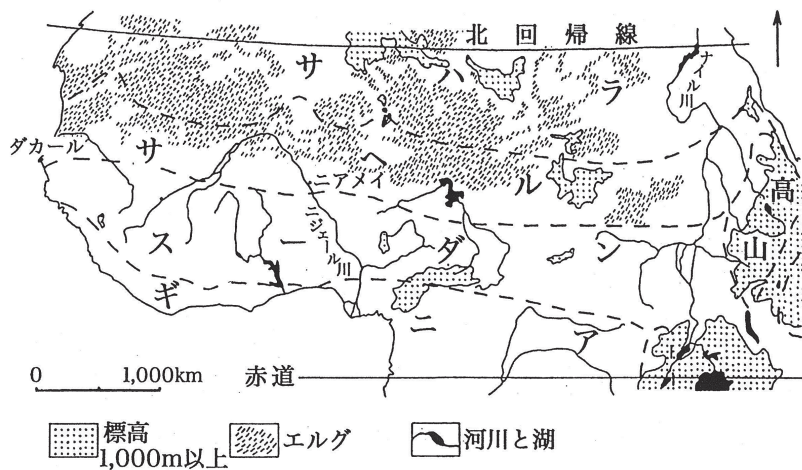 北回帰線
サハラ
ナイル川
ダカール
サヘル
ニアメイ
ニジェール川
高山
スーダン
ギニア
0 1,000km
赤道
標高
1,000m以上
エルグ
河川と湖